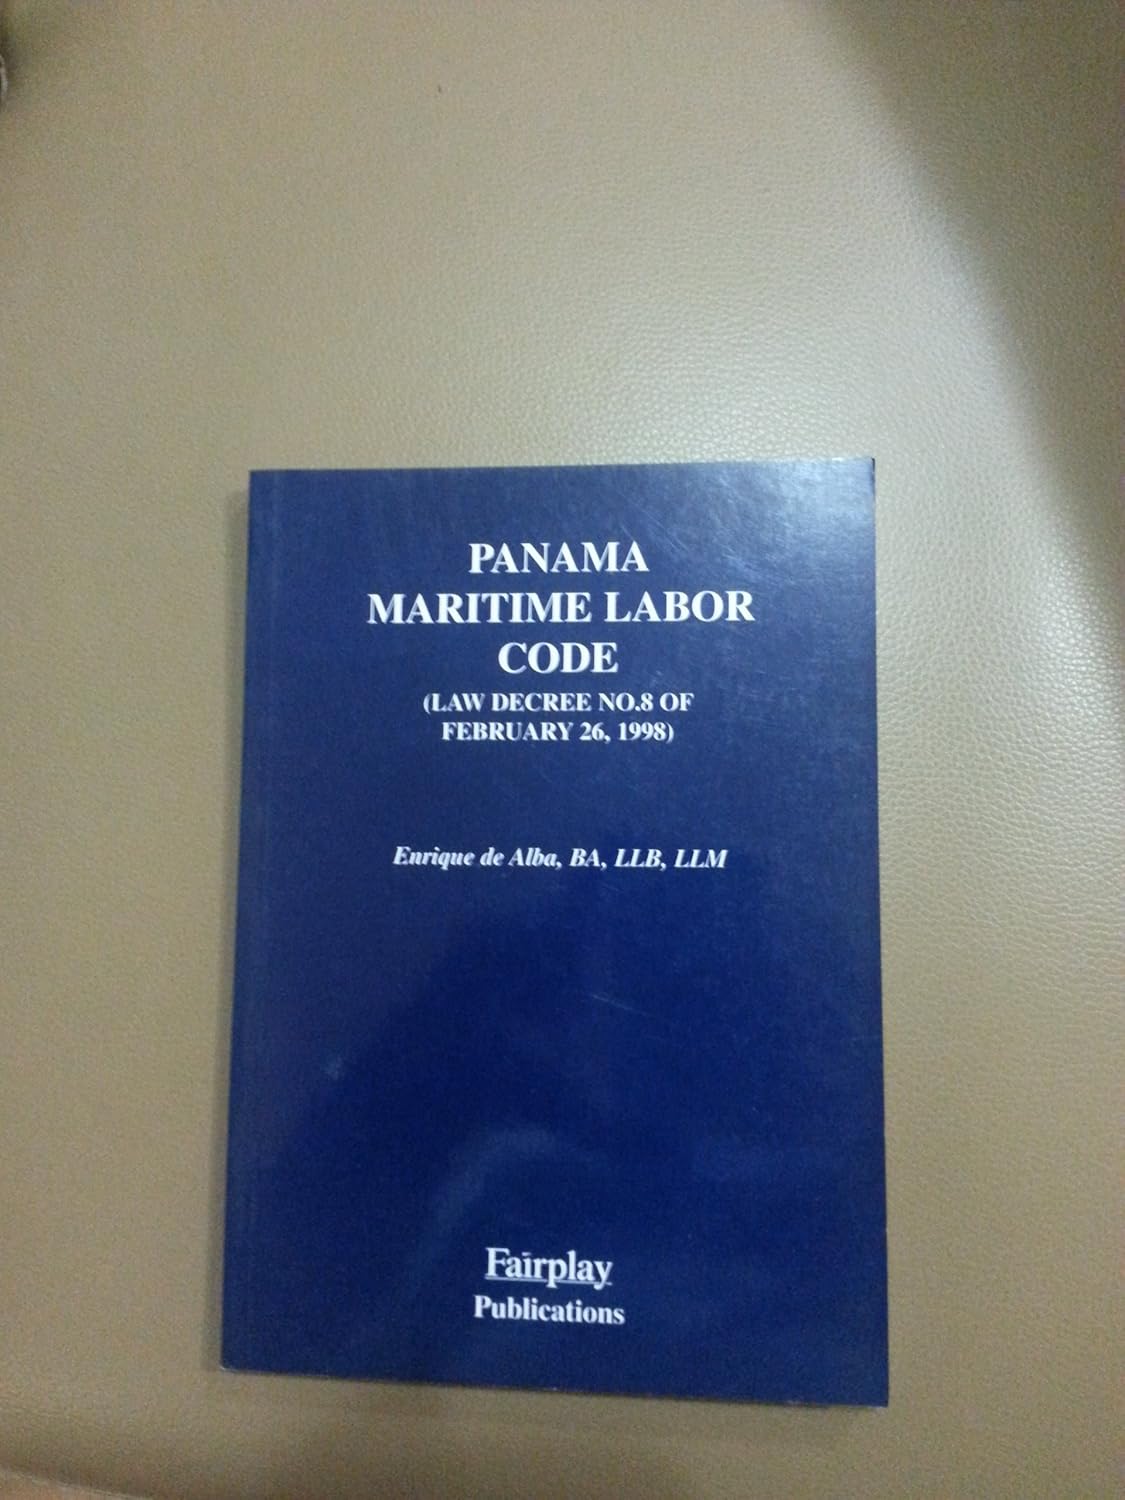 PANAMA
MARITIME LABOR
CODE
(LAW DECREE NO.8 OF
FEBRUARY 26, 1998)
Enrique de Alba, BA, LLB, LLM
Fairplay
Publications